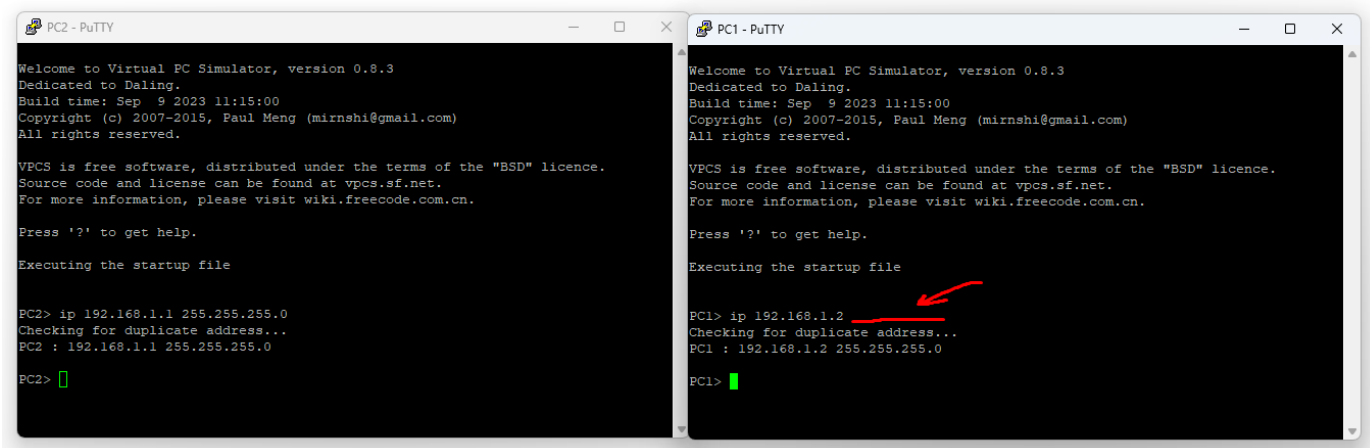 PC2 - PuTTY
Welcome to Virtual PC Simulator, version 0.8.3
Dedicated to Daling.
Build time: Sep  9 2023 11:15:00
Copyright (c) 2007-2015, Paul Meng (mirnshi@gmail.com)
All rights reserved.
VPCS is free software, distributed under the terms of the "BSD" licence.
Source code and license can be found at vpcs.sf.net.
For more information, please visit wiki.freecode.com.cn.
Press '?' to get help.
Executing the startup file
PC2> ip 192.168.1.1 255.255.255.0
Checking for duplicate address...
PC2 : 192.168.1.1 255.255.255.0
PC2>
PC1 - PuTTY
Welcome to Virtual PC Simulator, version 0.8.3
Dedicated to Daling.
Build time: Sep  9 2023 11:15:00
Copyright (c) 2007-2015, Paul Meng (mirnshi@gmail.com)
All rights reserved.
VPCS is free software, distributed under the terms of the "BSD" licence.
Source code and license can be found at vpcs.sf.net.
For more information, please visit wiki.freecode.com.cn.
Press '?' to get help.
Executing the startup file
PC1> ip 192.168.1.2
Checking for duplicate address...
PC1 : 192.168.1.2 255.255.255.0
PC1>